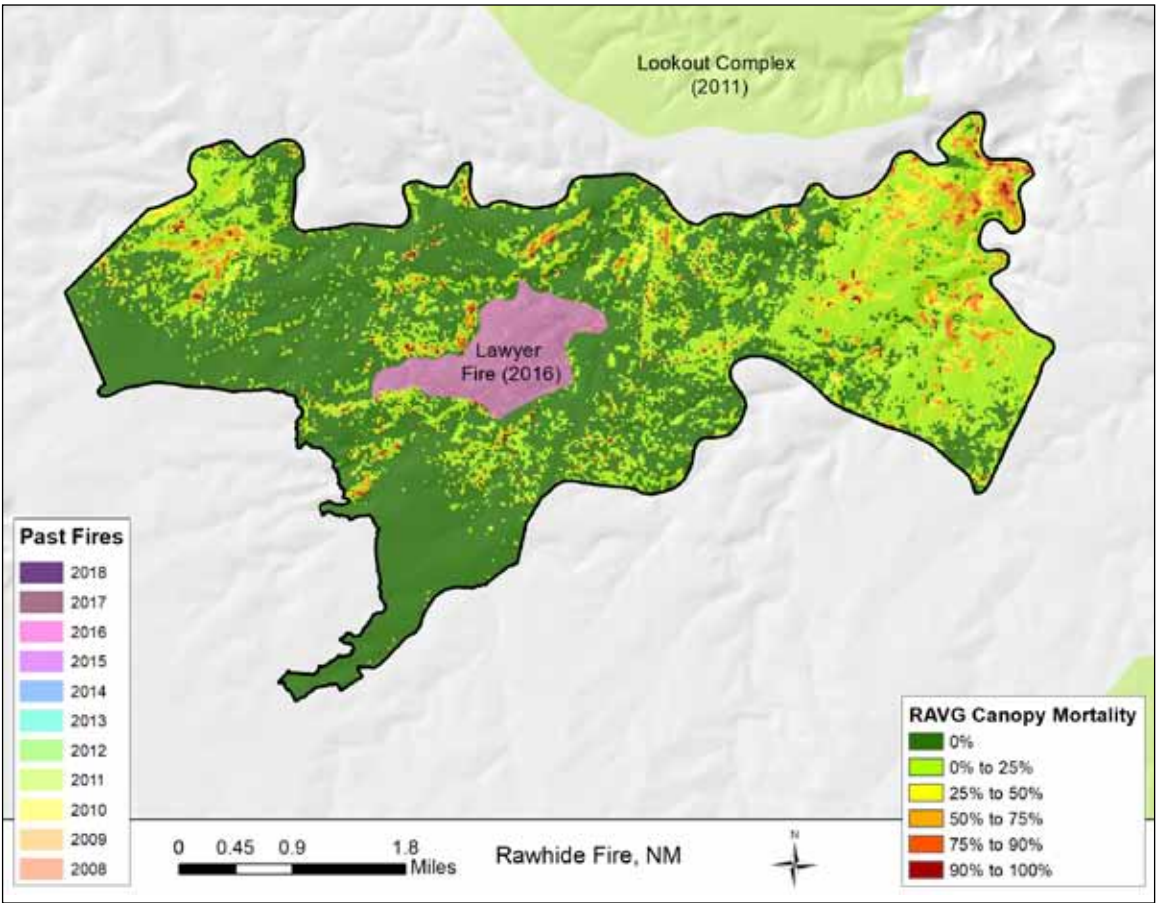 Lookout Complex
(2011)
Lawyer
Fire (2016)
Past Fires
2018
2017
2016
2015
2014
2013
2012
2011
2010
2009
2008
RAVG Canopy Mortality
0%
0% to 25%
25% to 50%
50% to 75%
75% to 90%
90% to 100%
0 0.45 0.9 1.8
Miles
Rawhide Fire, NM
N